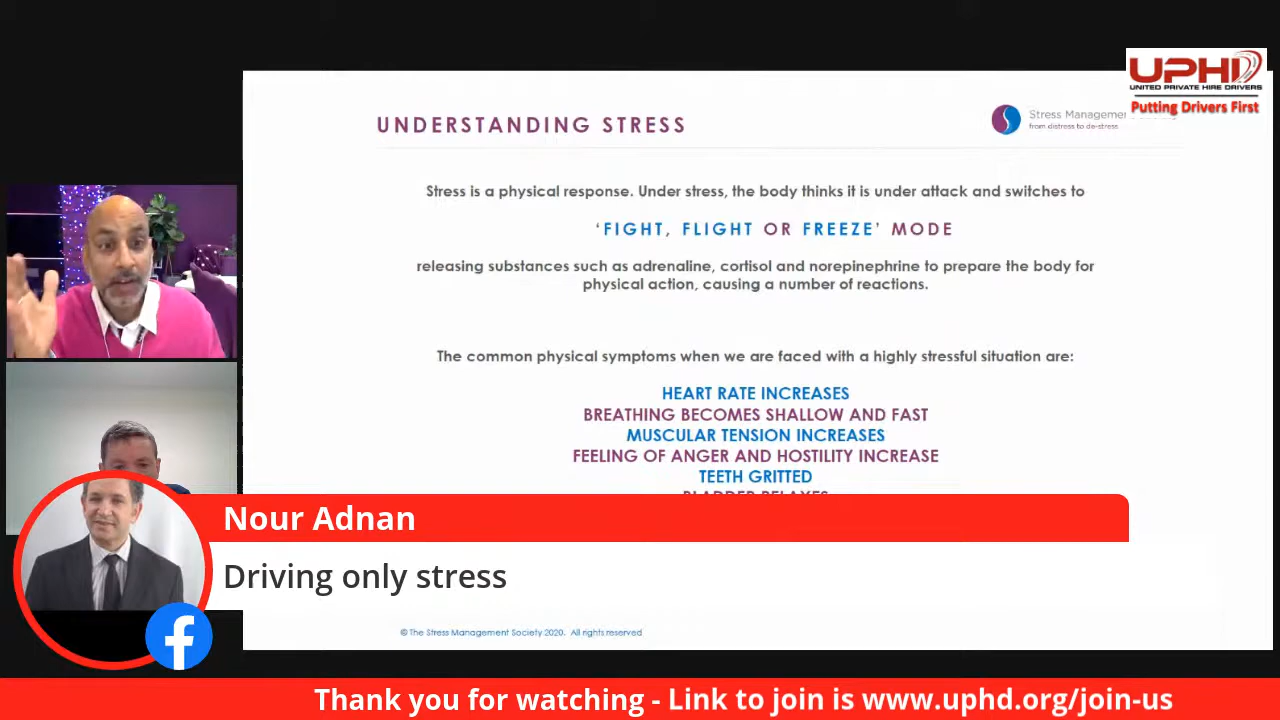 UPHD
UNITED PRIVATE HIRE DRIVERS
Putting Drivers First
UNDERSTANDING STRESS
Stress Managemen
from distress to de-stress
Stress is a physical response. Under stress, the body thinks it is under attack and switches to
‘FIGHT, FLIGHT OR FREEZE’ MODE
releasing substances such as adrenaline, cortisol and norepinephrine to prepare the body for
physical action, causing a number of reactions.
The common physical symptoms when we are faced with a highly stressful situation are:
HEART RATE INCREASES
BREATHING BECOMES SHALLOW AND FAST
MUSCULAR TENSION INCREASES
FEELING OF ANGER AND HOSTILITY INCREASE
TEETH GRITTED
BLADDER RELAXES
Nour Adnan
Driving only stress
© The Stress Management Society 2020. All rights reserved
Thank you for watching - Link to join is www.uphd.org/join-us